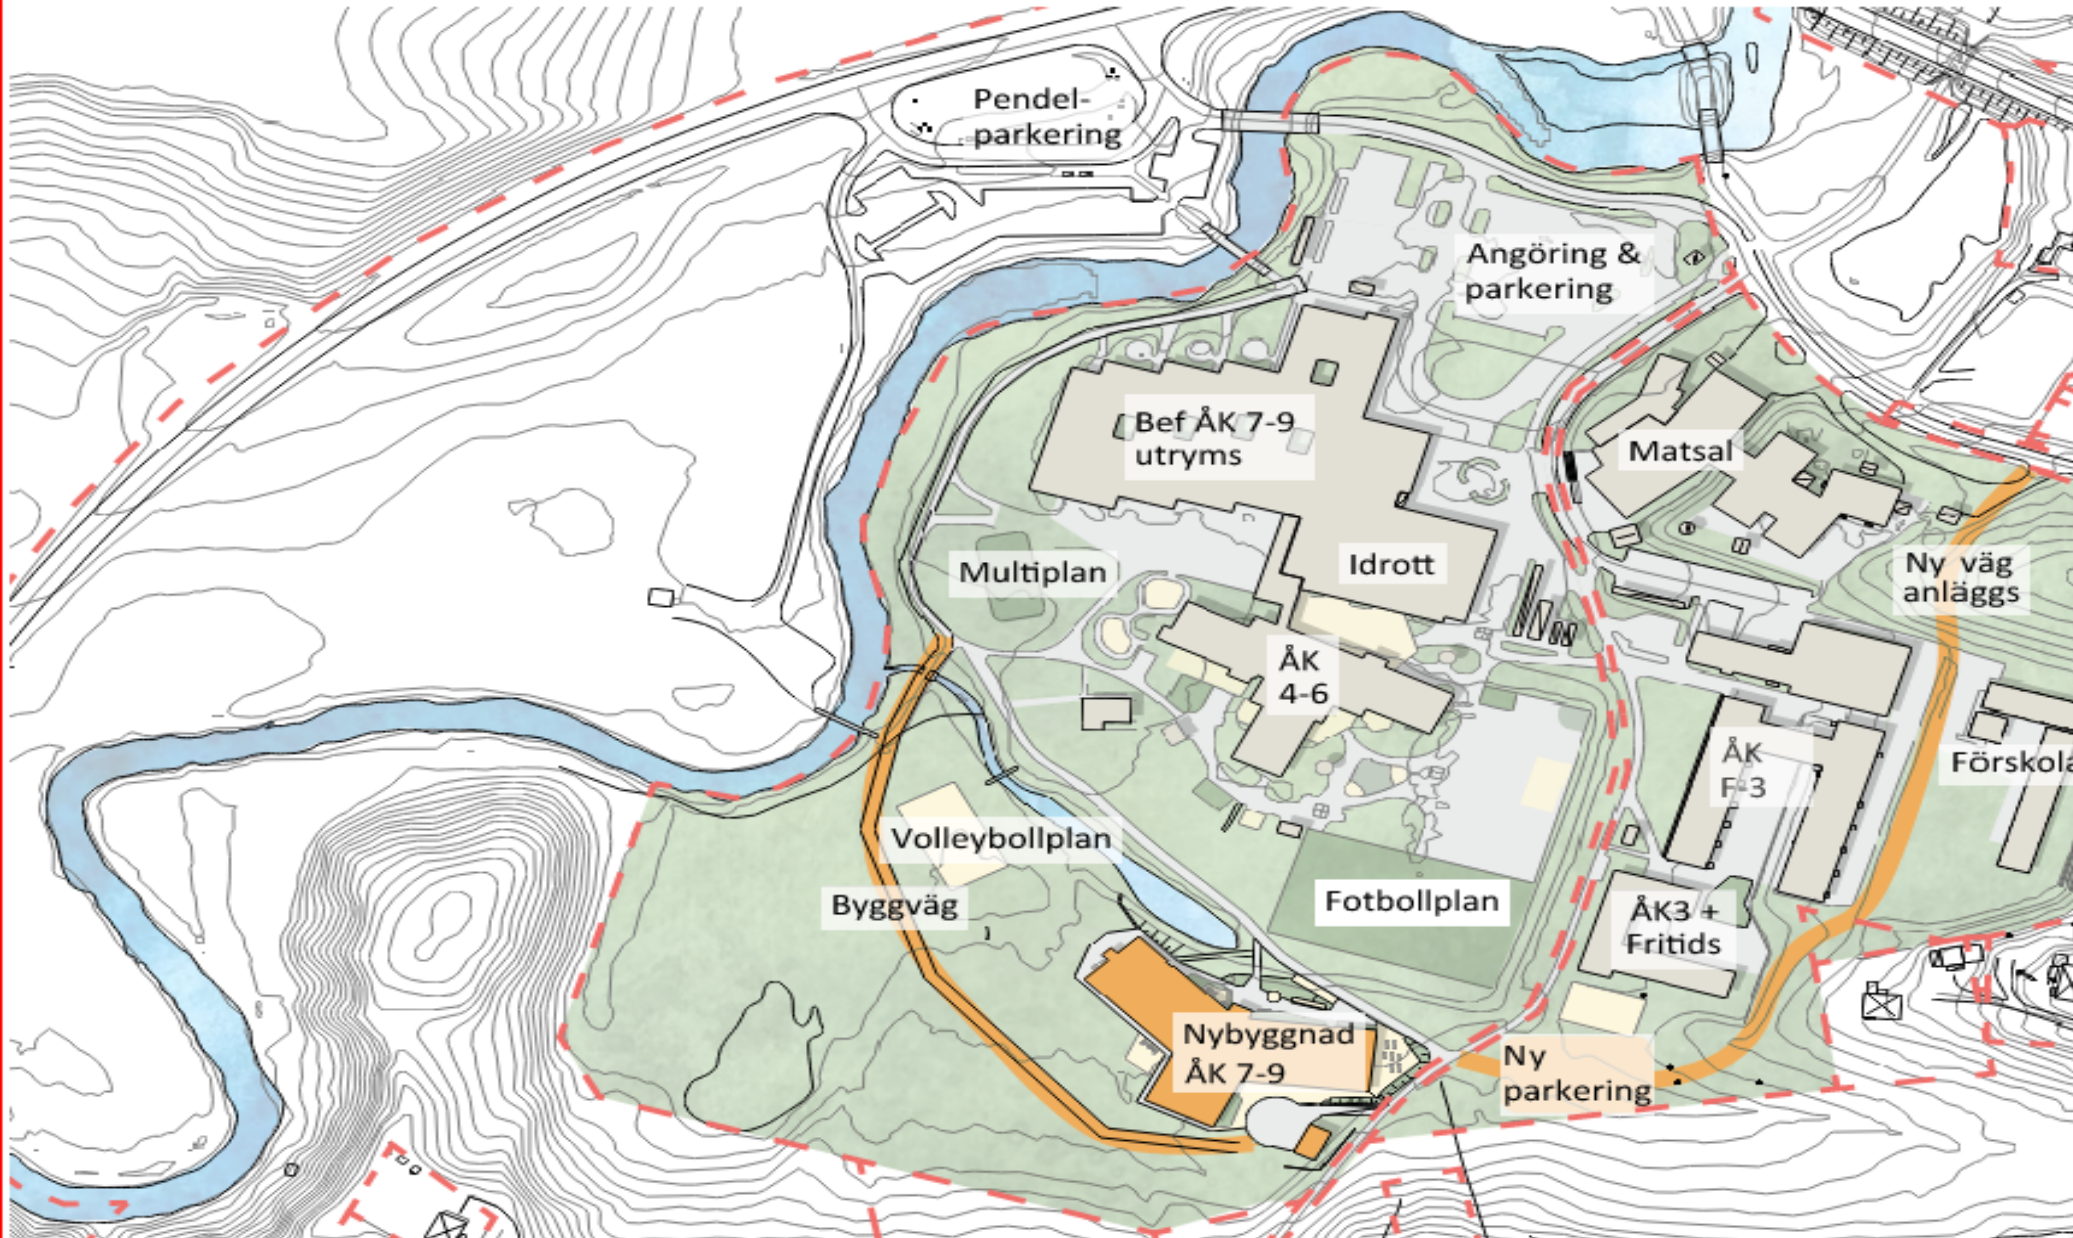 Pendel-
parkering
Angöring &
parkering
Bef ÅK 7-9
utryms
Matsal
Multiplan
Idrott
Ny väg
anläggs
ÅK
4-6
ÅK
F-3
Förskola
Volleybollplan
Byggväg
Fotbollplan
ÅK3 +
Fritids
Nybyggnad
ÅK 7-9
Ny
parkering